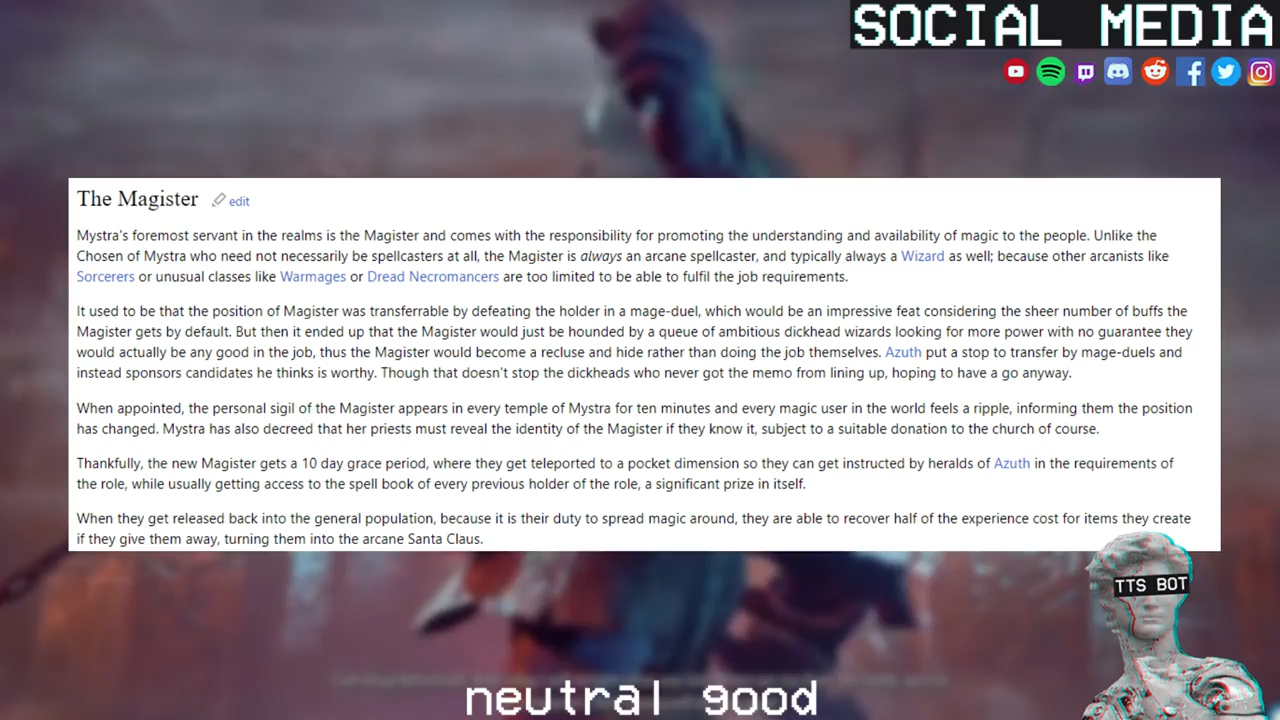 SOCIAL MEDIA
The Magister edit
Mystra's foremost servant in the realms is the Magister and comes with the responsibility for promoting the understanding and availability of magic to the people. Unlike the
Chosen of Mystra who need not necessarily be spellcasters at all, the Magister is always an arcane spellcaster, and typically always a Wizard as well; because other arcanists like
Sorcerers or unusual classes like Warmages or Dread Necromancers are too limited to be able to fulfil the job requirements.
It used to be that the position of Magister was transferrable by defeating the holder in a mage-duel, which would be an impressive feat considering the sheer number of buffs the
Magister gets by default. But then it ended up that the Magister would just be hounded by a queue of ambitious dickhead wizards looking for more power with no guarantee they
would actually be any good in the job, thus the Magister would become a recluse and hide rather than doing the job themselves. Azuth put a stop to transfer by mage-duels and
instead sponsors candidates he thinks is worthy. Though that doesn't stop the dickheads who never got the memo from lining up, hoping to have a go anyway.
When appointed, the personal sigil of the Magister appears in every temple of Mystra for ten minutes and every magic user in the world feels a ripple, informing them the position
has changed. Mystra has also decreed that her priests must reveal the identity of the Magister if they know it, subject to a suitable donation to the church of course.
Thankfully, the new Magister gets a 10 day grace period, where they get teleported to a pocket dimension so they can get instructed by heralds of Azuth in the requirements of
the role, while usually getting access to the spell book of every previous holder of the role, a significant prize in itself.
When they get released back into the general population, because it is their duty to spread magic around, they are able to recover half of the experience cost for items they create
if they give them away, turning them into the arcane Santa Claus.
TTS BOT
neutral good